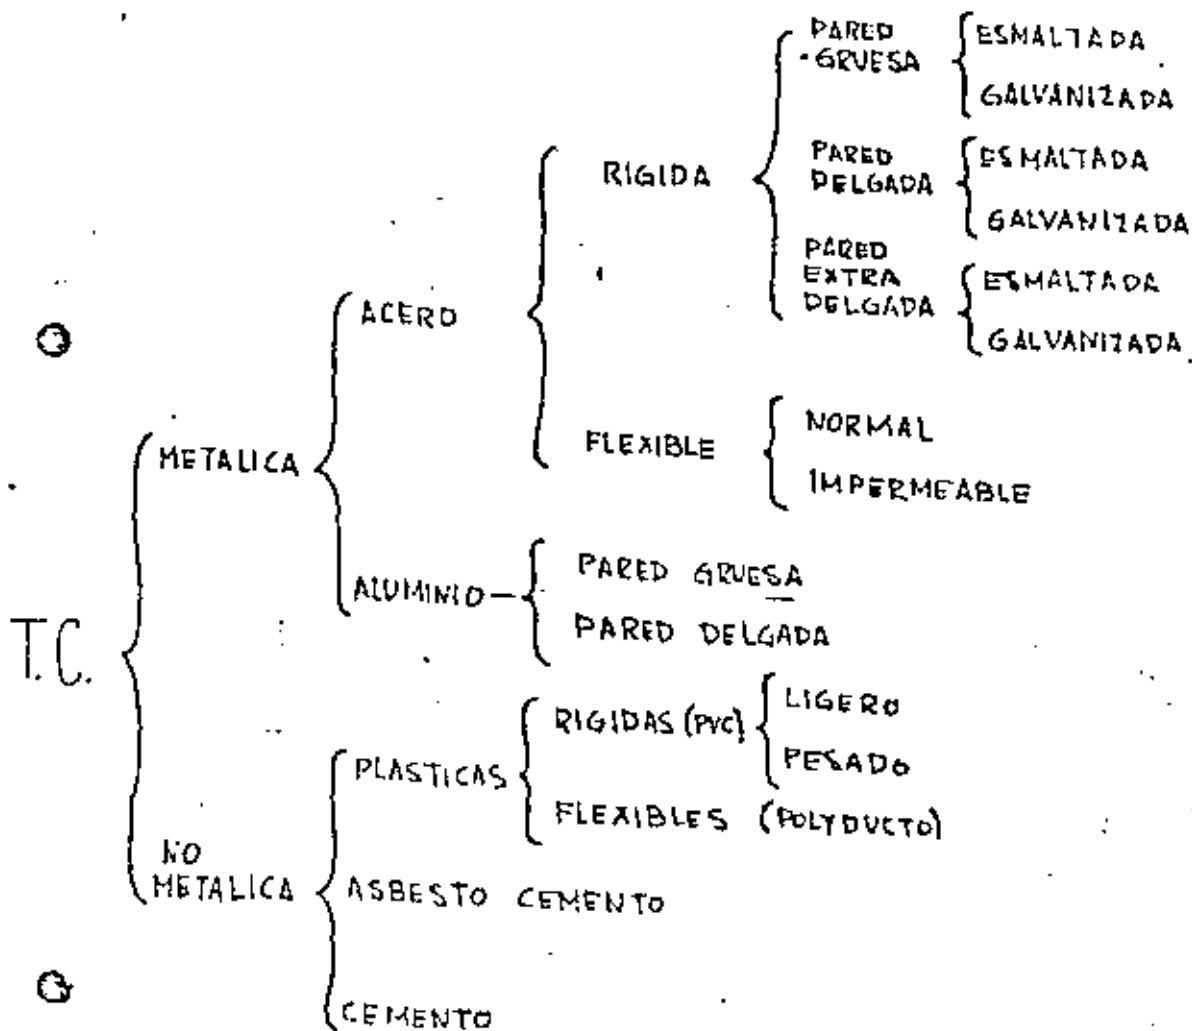 T.C.
METALICA
ACERO
RIGIDA
PARED
GRUESA
ESMALTADA
GALVANIZADA
PARED
DELGADA
ESMALTADA
GALVANIZADA
PARED
EXTRA
DELGADA
ESMALTADA
GALVANIZADA
FLEXIBLE
NORMAL
IMPERMEABLE
ALUMINIO
PARED GRUESA
PARED DELGADA
NO
METALICA
PLASTICAS
RIGIDAS (PVC)
LIGERO
PESADO
FLEXIBLES (POLYDUCTO)
ASBESTO CEMENTO
CEMENTO